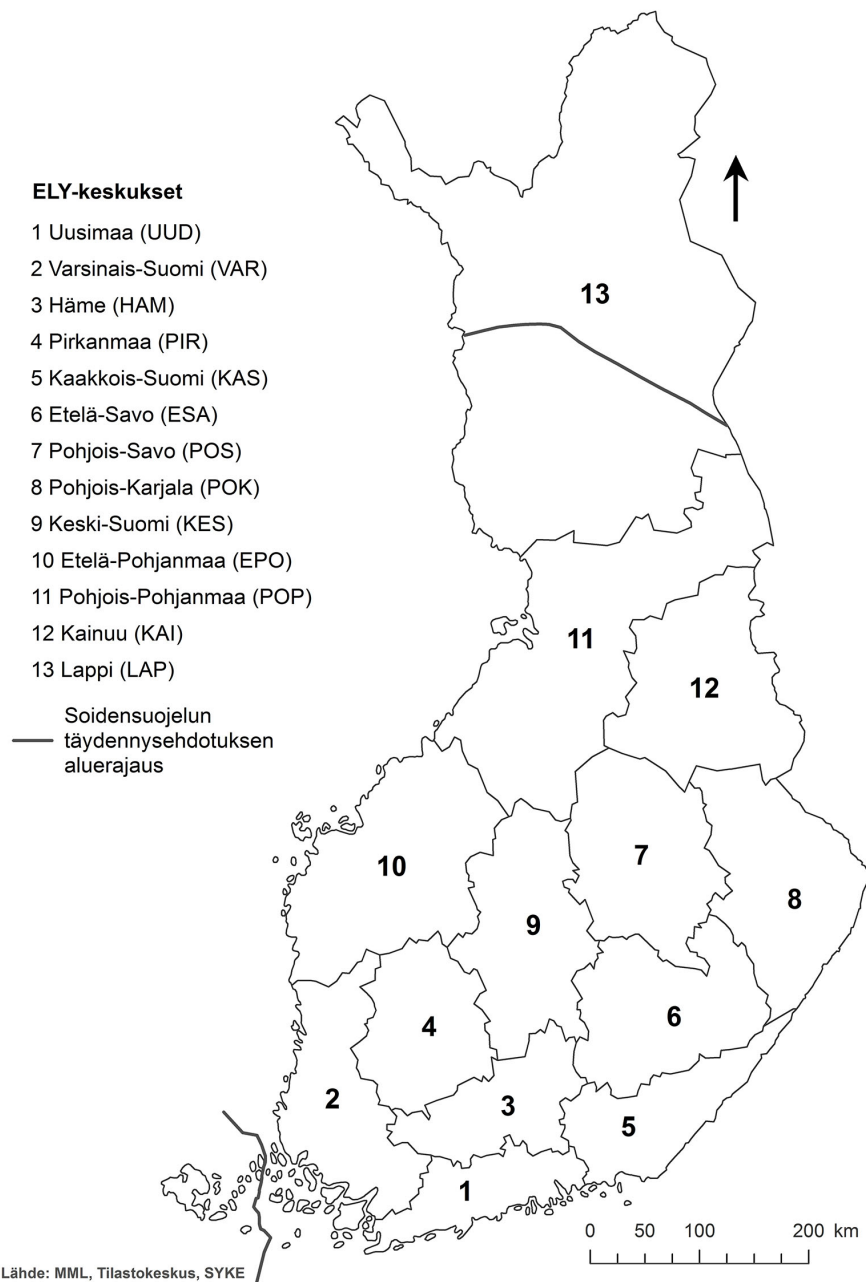 ELY-keskukset
1 Uusimaa (UUD)
2 Varsinais-Suomi (VAR)
3 Häme (HAM)
4 Pirkanmaa (PIR)
5 Kaakkois-Suomi (KAS)
6 Etelä-Savo (ESA)
7 Pohjois-Savo (POS)
8 Pohjois-Karjala (POK)
9 Keski-Suomi (KES)
10 Etelä-Pohjanmaa (EPO)
11 Pohjois-Pohjanmaa (POP)
12 Kainuu (KAI)
13 Lappi (LAP)
Soidensuojelun
täydennysehdotuksen
aluerajaus
13
11
12
10
7
8
9
6
4
2
3
5
1
0 50 100 200 km
Lähde: MML, Tilastokeskus, SYKE